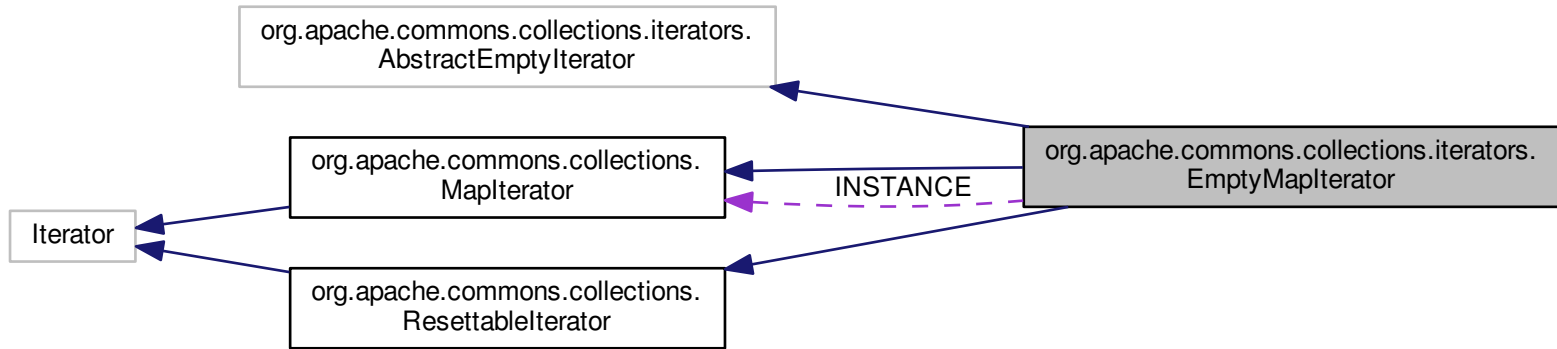 org.apache.commons.collections.iterators.
AbstractEmptyIterator
org.apache.commons.collections.
MapIterator
INSTANCE
org.apache.commons.collections.iterators.
EmptyMapIterator
Iterator
org.apache.commons.collections.
ResettableIterator